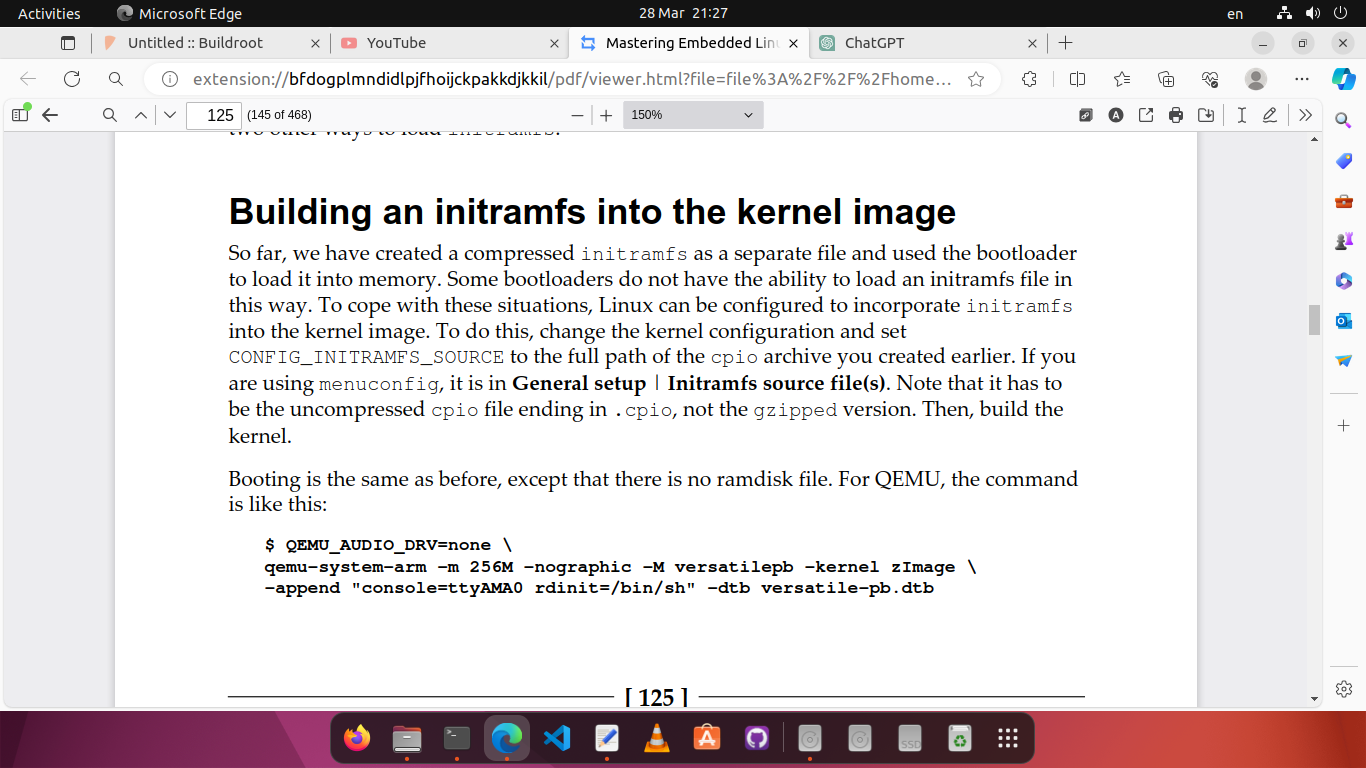 Activities
Microsoft Edge
28 Mar 21:27
en
Untitled :: Buildroot
YouTube
Mastering Embedded Linu
ChatGPT
extension://bfdogplmndidlpjfhoijckpakkdjkkil/pdf/viewer.html?file=file%3A%2F%2F%2Fhome...
125
(145 of 468)
150%
two other ways to load initramfs.
Building an initramfs into the kernel image
So far, we have created a compressed initramfs as a separate file and used the bootloader
to load it into memory. Some bootloaders do not have the ability to load an initramfs file in
this way. To cope with these situations, Linux can be configured to incorporate initramfs
into the kernel image. To do this, change the kernel configuration and set
CONFIG_INITRAMFS_SOURCE to the full path of the cpio archive you created earlier. If you
are using menuconfig, it is in General setup | Initramfs source file(s). Note that it has to
be the uncompressed cpio file ending in .cpio, not the gzipped version. Then, build the
kernel.
Booting is the same as before, except that there is no ramdisk file. For QEMU, the command
is like this:
$ QEMU_AUDIO_DRV=none \
qemu-system-arm -m 256M -nographic -M versatilepb -kernel zImage \
-append "console=ttyAMA0 rdinit=/bin/sh" -dtb versatile-pb.dtb
[ 125 ]
SSD